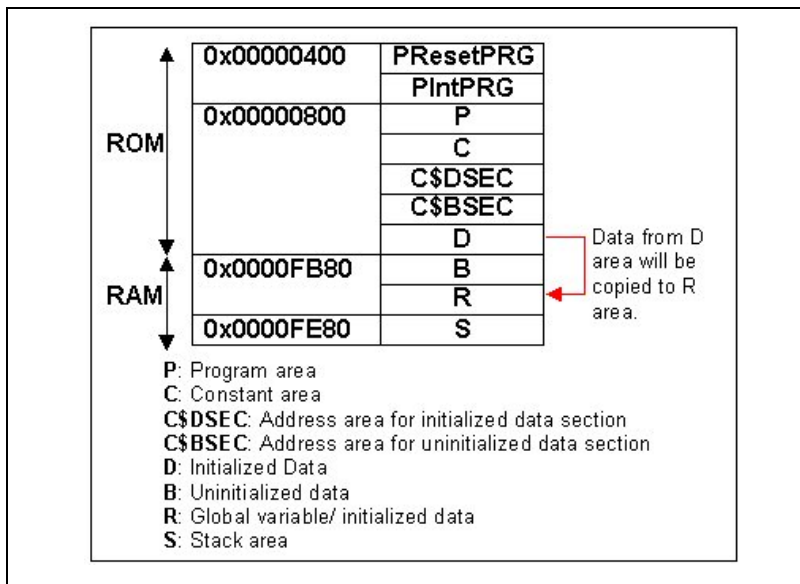 0x00000400 PResetPRG
PIntPRG
0x00000800 P
ROM
C
C$DSEC
C$BSEC
D
Data from D
area will be
copied to R
area.
0x0000FB80 B
RAM
R
0x0000FE80 S
P: Program area
C: Constant area
C$DSEC: Address area for initialized data section
C$BSEC: Address area for uninitialized data section
D: Initialized Data
B: Uninitialized data
R: Global variable/ initialized data
S: Stack area